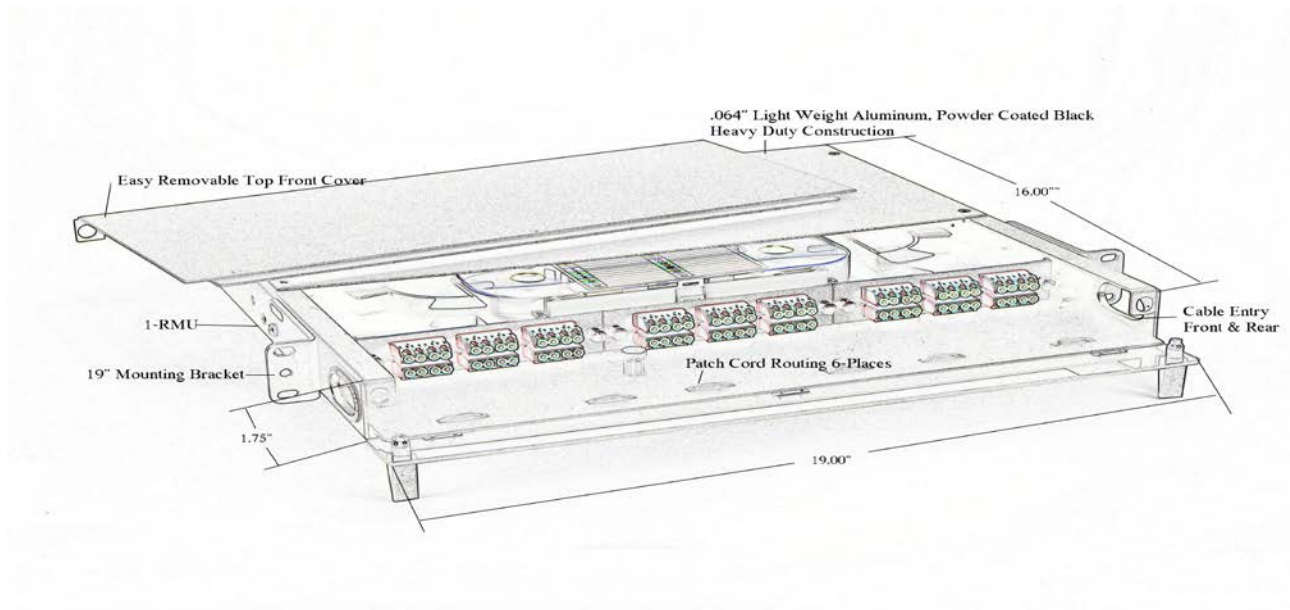 .064" Light Weight Aluminum, Powder Coated Black
Heavy Duty Construction
Easy Removable Top Front Cover
16.00""
1-RMU
Cable Entry
Front & Rear
19" Mounting Bracket
Patch Cord Routing 6-Places
1.75"
19.00"